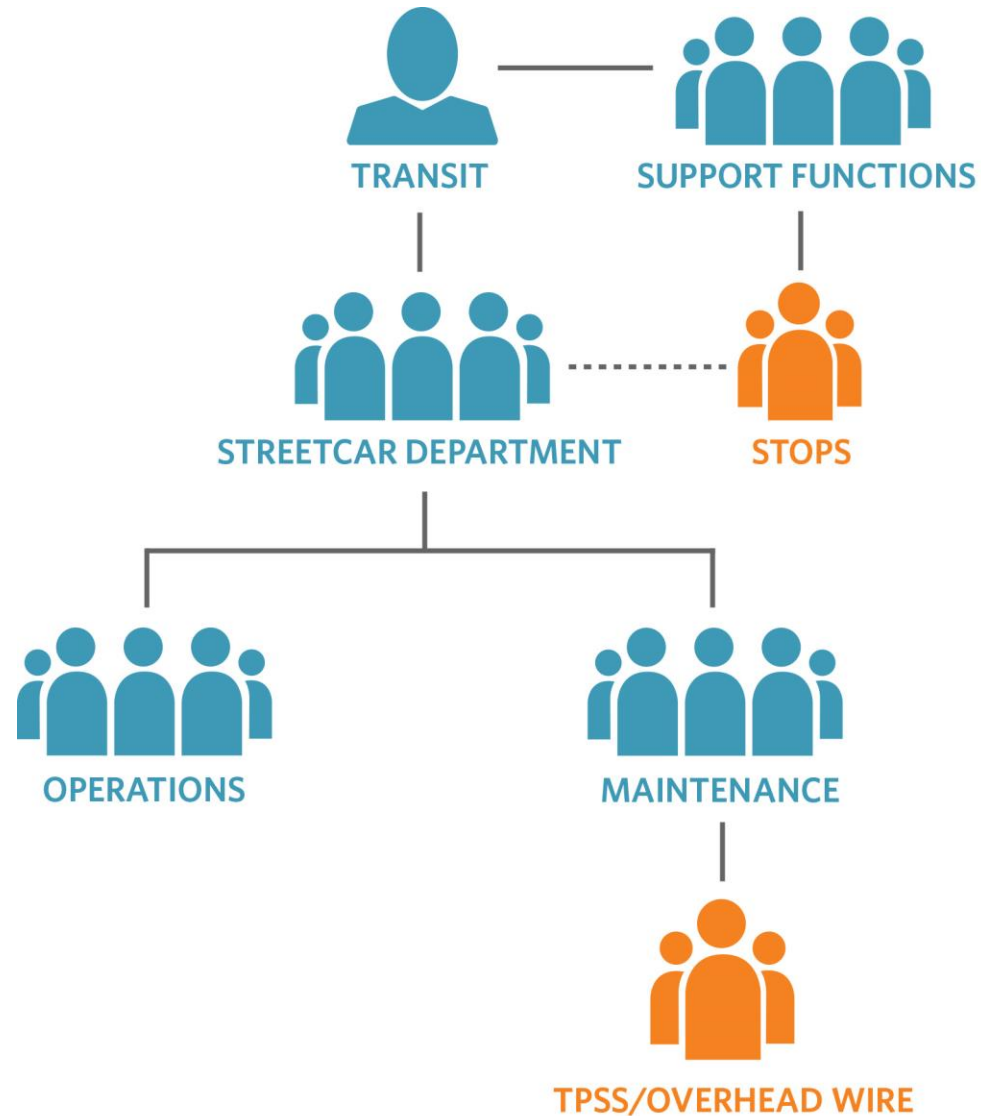 TRANSIT
SUPPORT FUNCTIONS
STREETCAR DEPARTMENT
STOPS
OPERATIONS
MAINTENANCE
TPSS/OVERHEAD WIRE